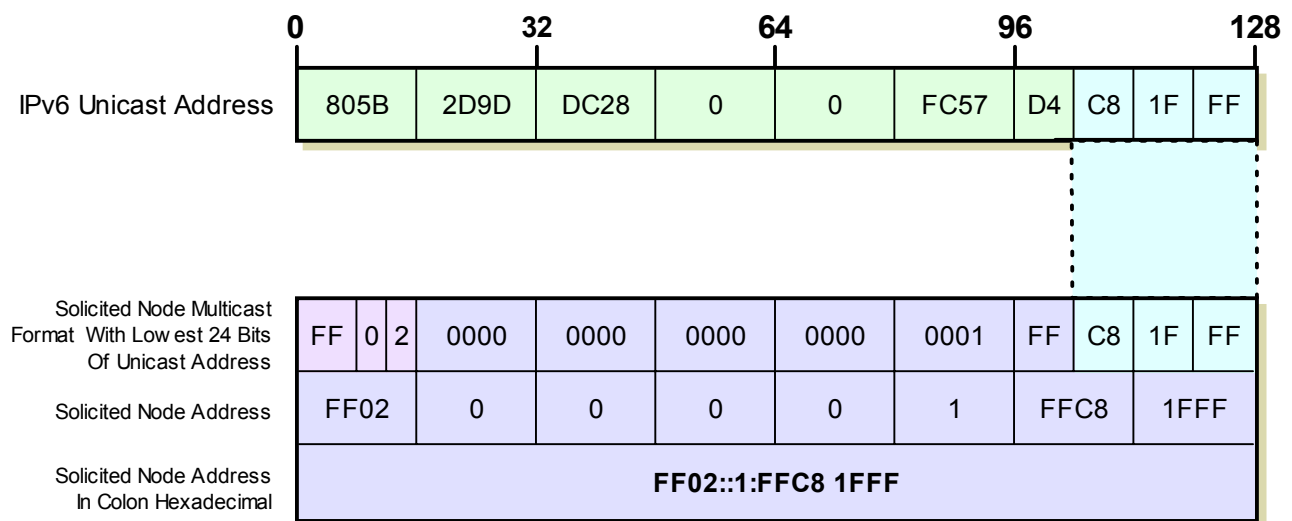 0 32 64 96 128
IPv6 Unicast Address 805B 2D9D DC28 0 0 FC57 D4 C8 1F FF
Solicited Node Multicast
Format With Lowest 24 Bits
Of Unicast Address
FF 0 2 0000 0000 0000 0000 0001 FF C8 1F FF
Solicited Node Address FF02 0 0 0 0 1 FFC8 1FFF
Solicited Node Address
In Colon Hexadecimal
FF02::1:FFC8 1FFF